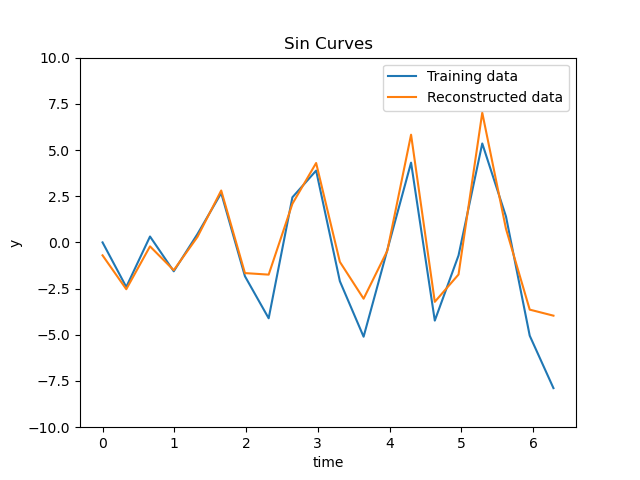 Sin Curves
Training data
Reconstructed data
10.0
7.5
5.0
2.5
0.0
−2.5
−5.0
−7.5
−10.0
y
0 1 2 3 4 5 6
time